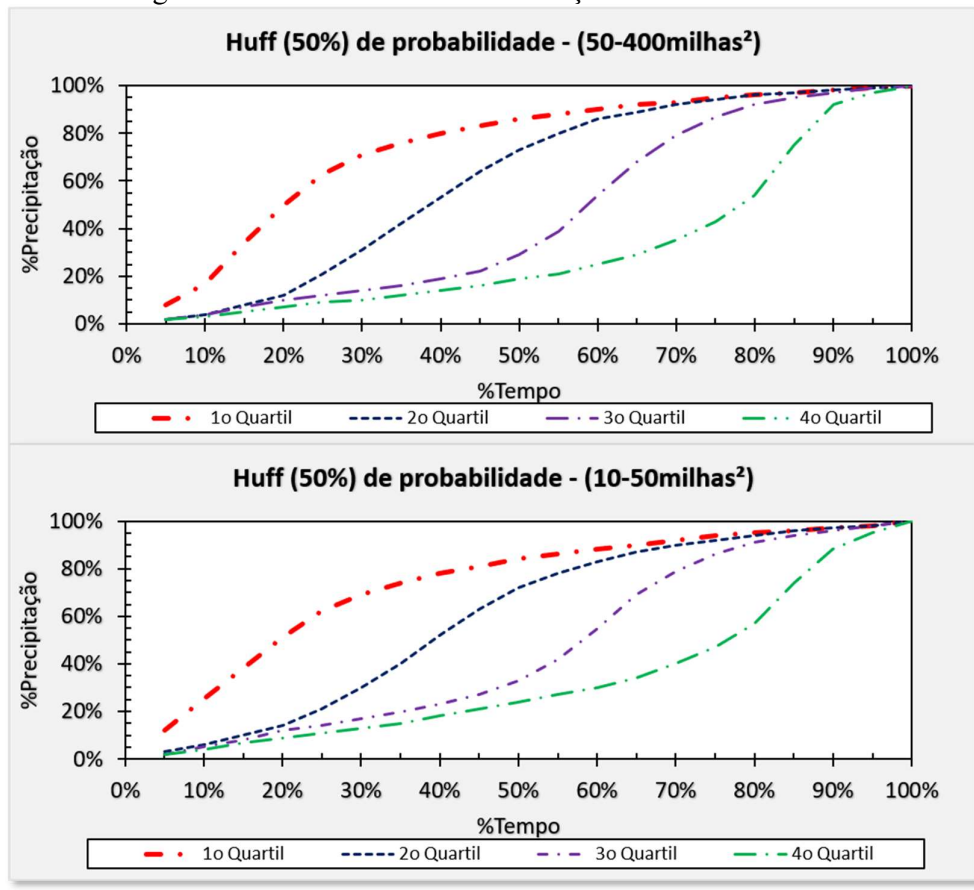 Huff (50%) de probabilidade - (50-400milhas²)
100%
80%
60%
40%
20%
0%
%Precipitação
0% 10% 20% 30% 40% 50% 60% 70% 80% 90% 100%
%Tempo
1o Quartil 2o Quartil 3o Quartil 4o Quartil
Huff (50%) de probabilidade - (10-50milhas²)
100%
80%
60%
40%
20%
0%
%Precipitação
0% 10% 20% 30% 40% 50% 60% 70% 80% 90% 100%
%Tempo
1o Quartil 2o Quartil 3o Quartil 4o Quartil